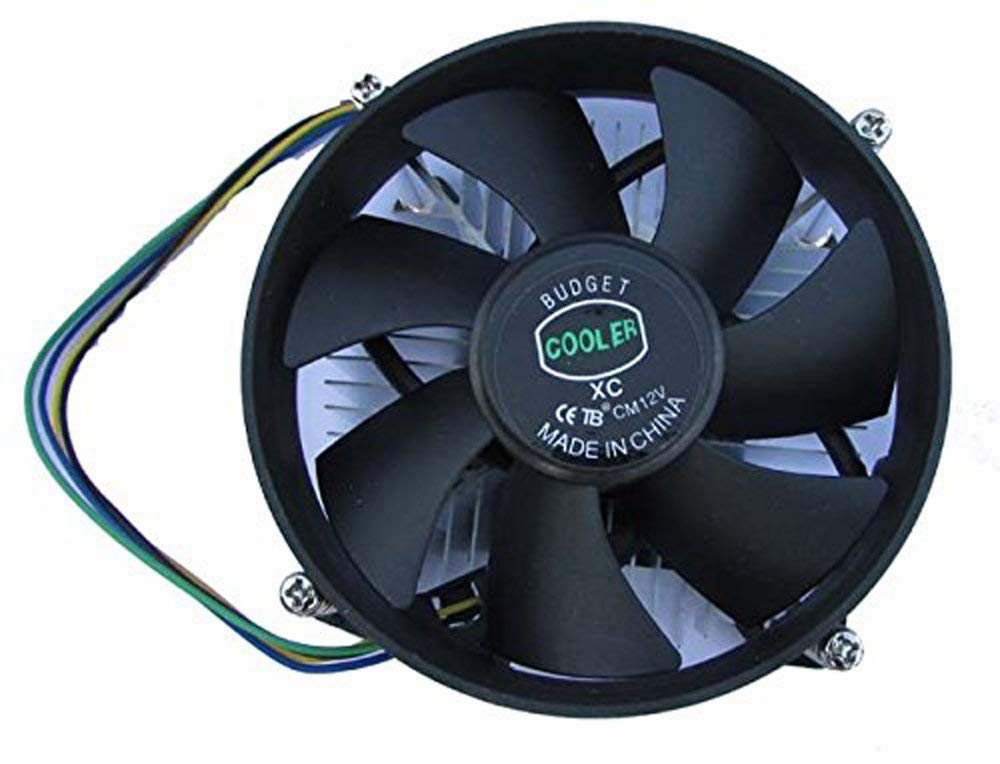 BUDGET
COOLER
XC
CE TB® CM12V
MADE IN CHINA